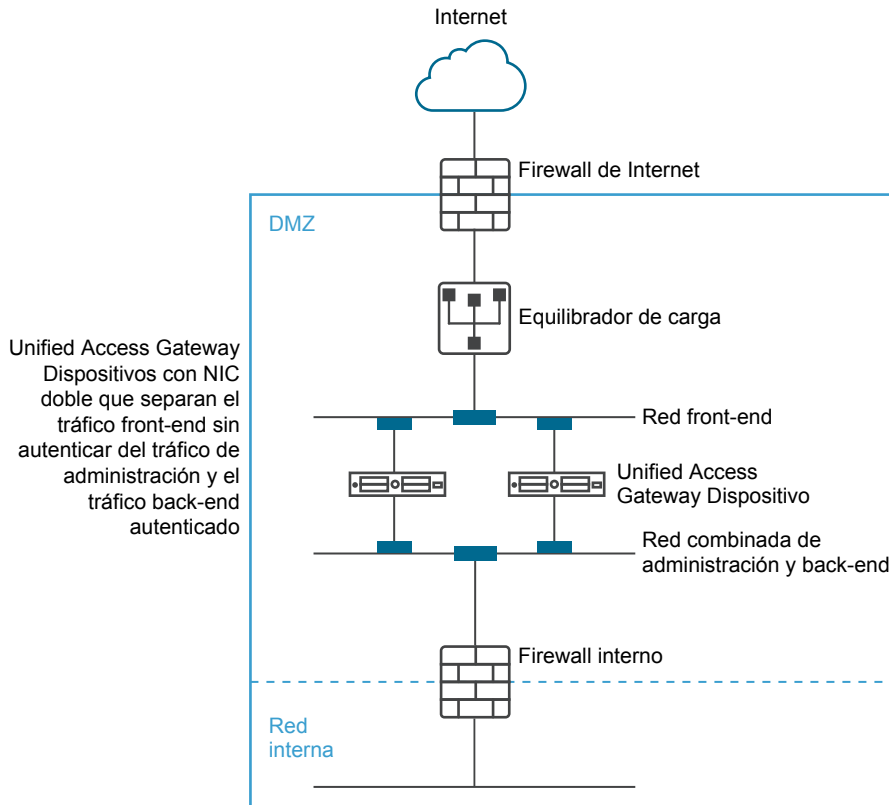 Internet
Firewall de Internet
DMZ
Equilibrador de carga
Unified Access Gateway
Dispositivos con NIC
doble que separan el
tráfico front-end sin
autenticar del tráfico de
administración y el
tráfico back-end
autenticado
Red front-end
Unified Access
Gateway Dispositivo
Red combinada de
administración y back-end
Firewall interno
Red
interna